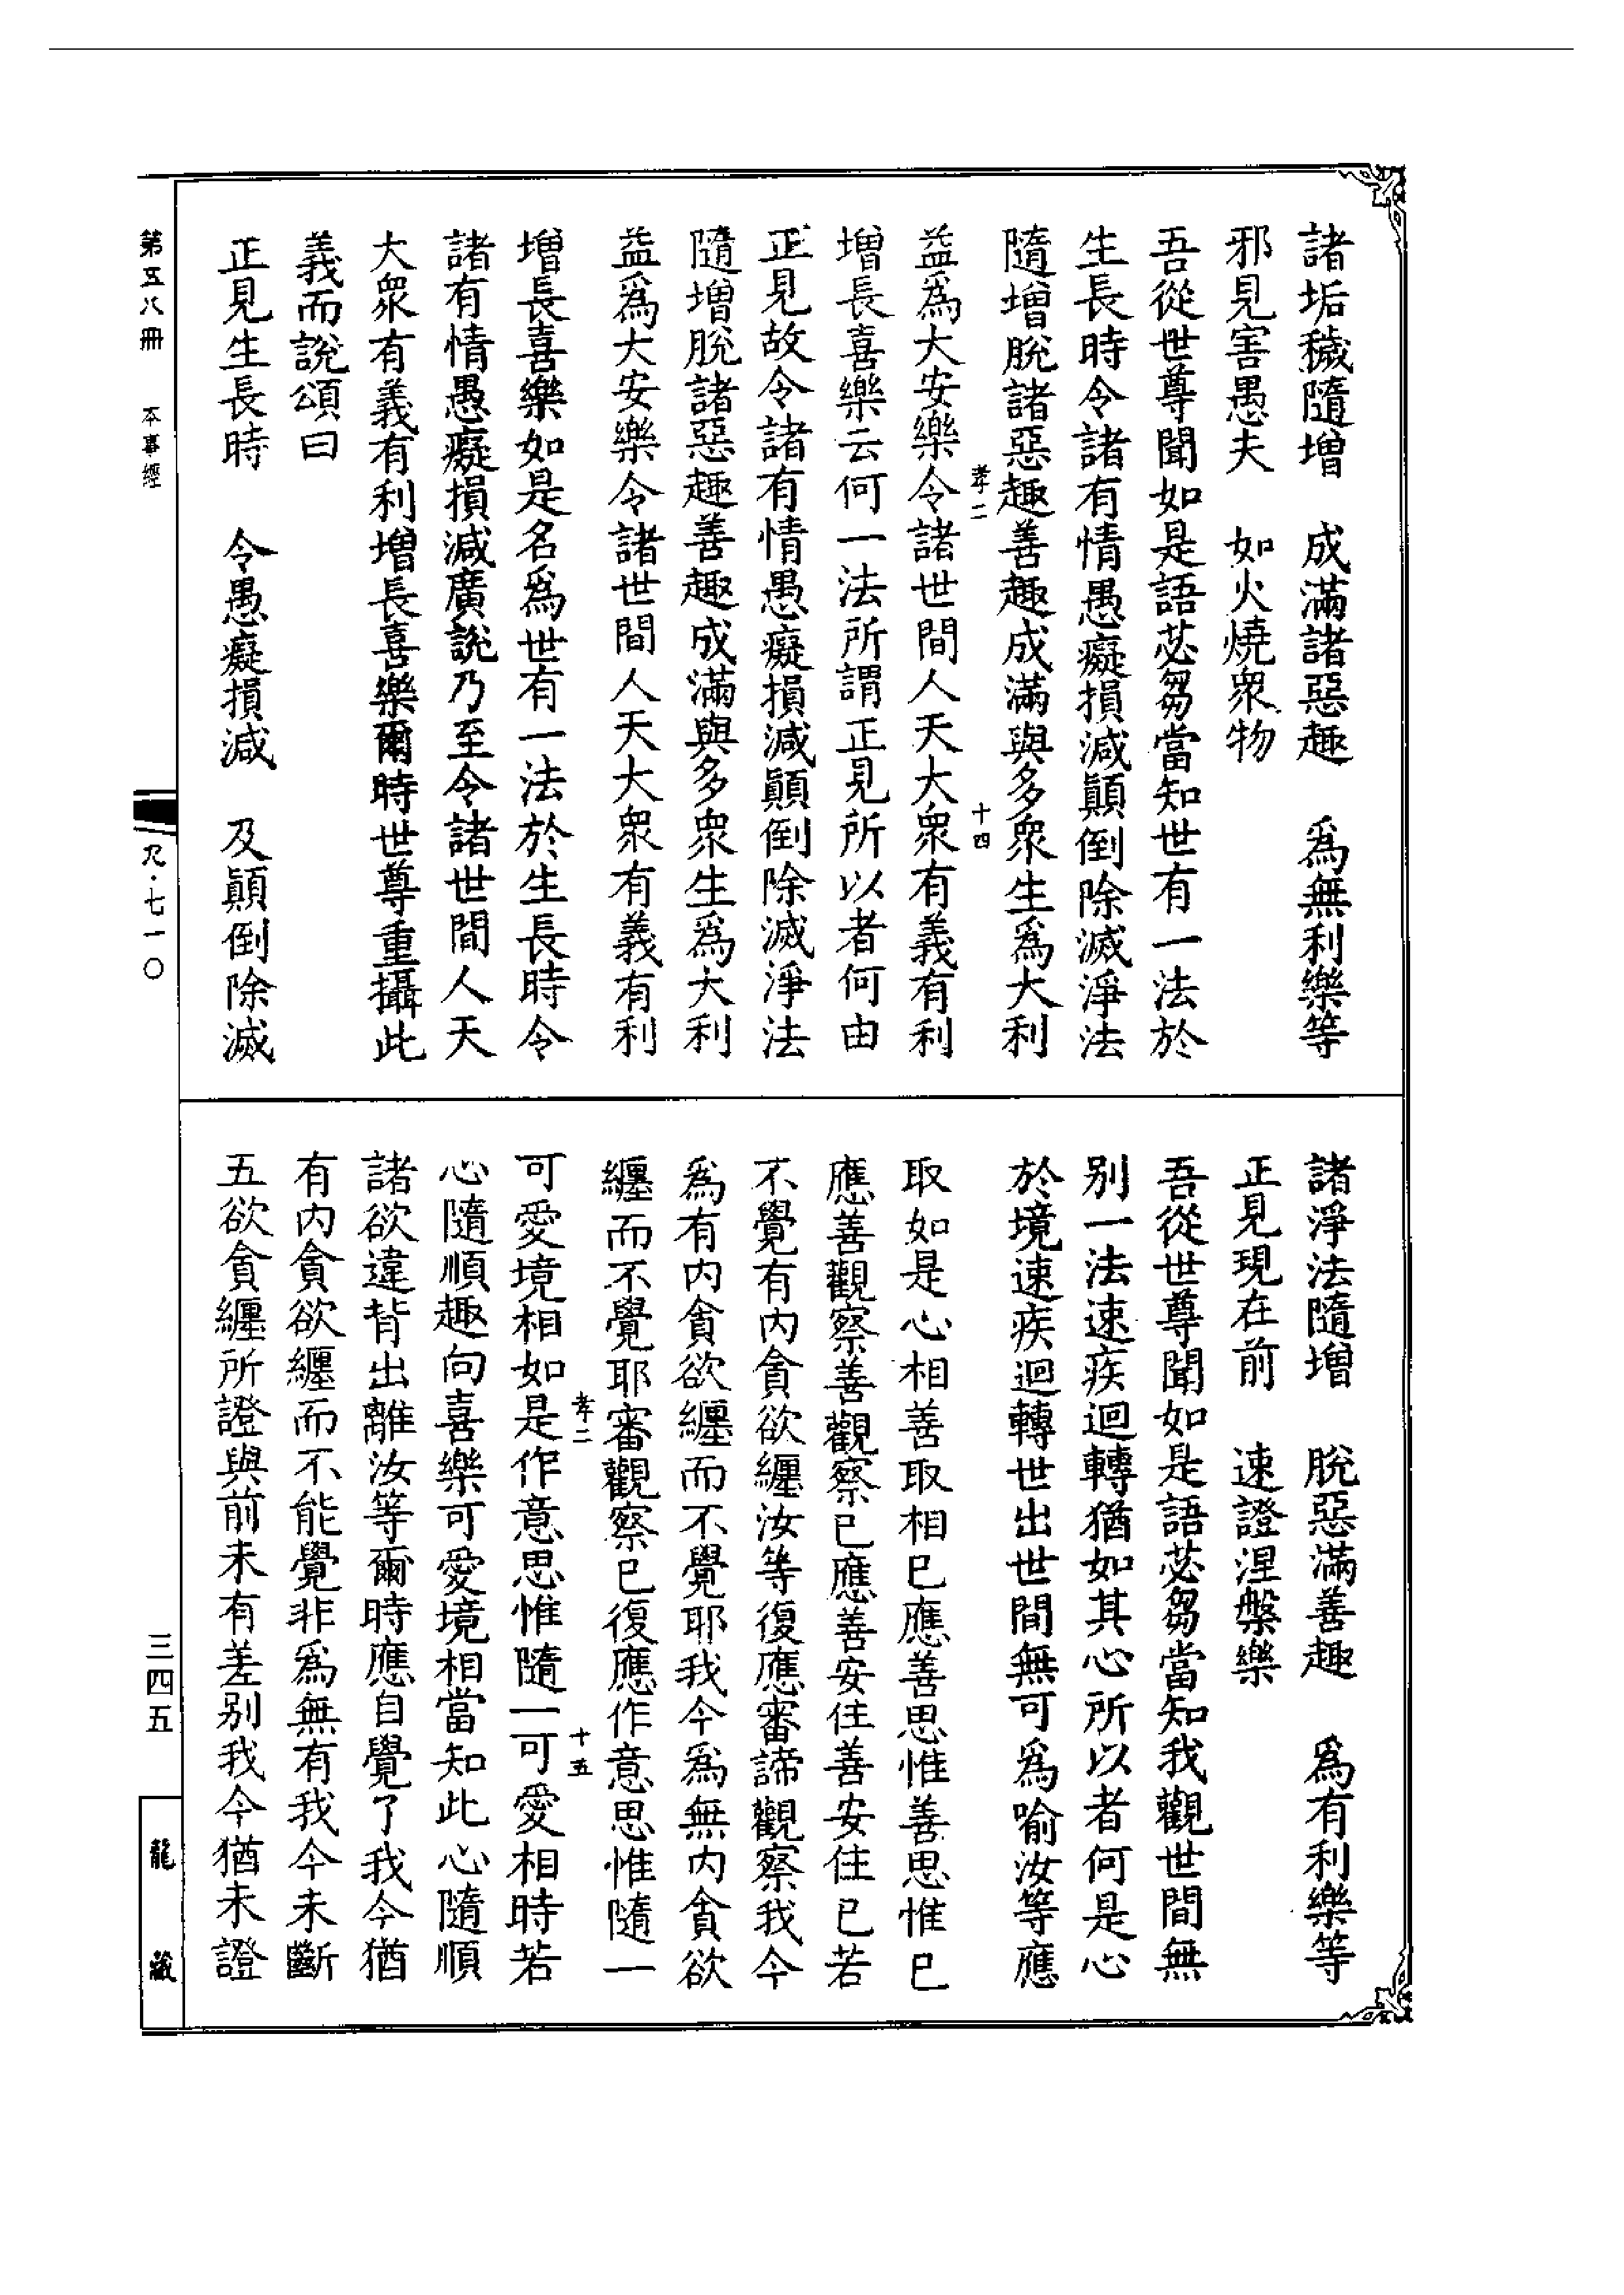 諸垢穢隨增　成滿諸惡趣　爲無利樂等
邪見害愚夫　如火燒衆物
吾從世尊聞如是語苾芻當知世有一法於
生長時令諸有情愚癡損減顚倒除滅淨法
隨增脫諸惡趣善趣成滿與多衆生爲大利
孝二　十四
益爲大安樂令諸世間人天大衆有義有利
增長喜樂云何一法所謂正見所以者何由
正見故令諸有情愚癡損減顚倒除滅淨法
隨增脫諸惡趣善趣成滿與多衆生爲大利
益爲大安樂令諸世間人天大衆有義有利
增長喜樂如是名爲世有一法於生長時令
諸有情愚癡損減廣說乃至令諸世間人天
大衆有義有利增長喜樂爾時世尊重攝此
義而說頌曰
正見生長時　令愚癡損減　及顚倒除滅
諸淨法隨增　脫惡滿善趣　爲有利樂等
正見現在前　速證涅槃樂
吾從世尊聞如是語苾芻當知我觀世間無
別一法速疾迴轉猶如其心所以者何是心
於境速疾迴轉世出世間無可爲喻汝等應
取如是心相善取相已應善思惟善思惟已
應善觀察善觀察已應善安住善安住已若
不覺有內貪欲纏汝等復應審諦觀察我今
爲有內貪欲纏而不覺耶我今爲無內貪欲
纏而不覺耶審觀察已復應作意思惟隨一
孝二　十五
可愛境相如是作意思惟隨一可愛相時若
心隨順趣向喜樂可愛境相當知此心隨順
諸欲違背出離汝等爾時應自覺了我今猶
有內貪欲纏而不能覺非爲無有我今未斷
五欲貪纏所證與前未有差別我今猶未證
第五八冊　本事經
尺·七一〇
三四五
龍藏